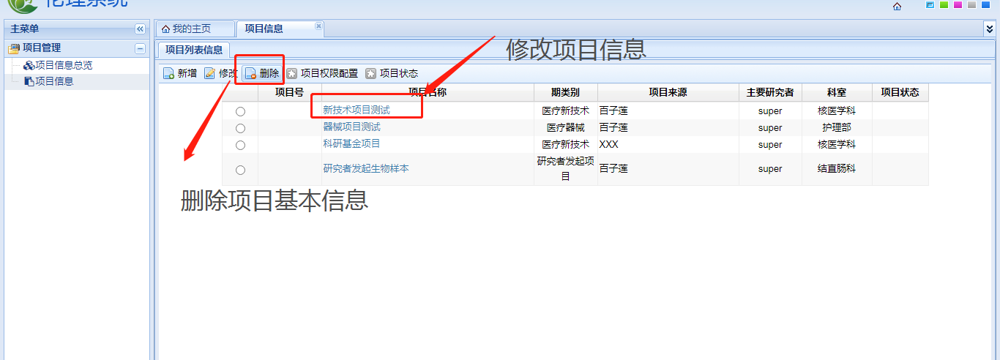 伦理系统
主菜单
我的主页
项目信息
项目管理
项目信息总览
项目信息
项目列表信息
修改项目信息
新增
修改
删除
项目权限配置
项目状态
项目号 项目名称 期类别 项目来源 主要研究者 科室 项目状态
新技术项目测试 医疗新技术 百子莲 super 核医学科
器械项目测试 医疗器械 百子莲 super 护理部
科研基金项目 医疗新技术 XXX super 核医学科
研究者发起生物样本 研究者发起项目 百子莲 super 结直肠科
删除项目基本信息